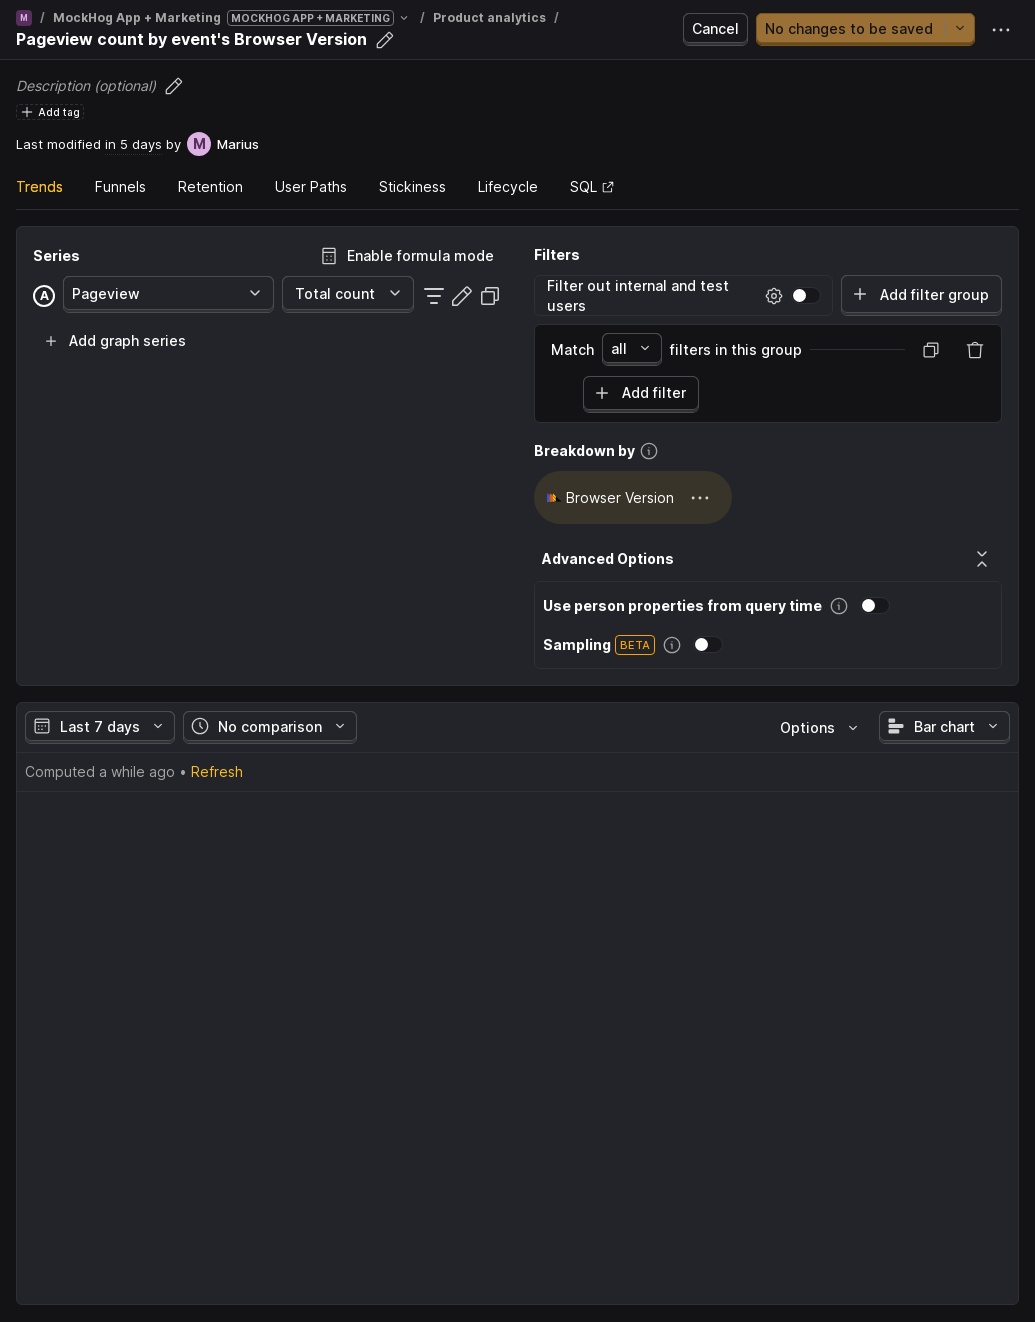 M / MockHog App + Marketing MOCKHOG APP + MARKETING / Product analytics /
Pageview count by event's Browser Version
Cancel
No changes to be saved
Description (optional)
Add tag
Last modified in 5 days by M Marius
Trends Funnels Retention User Paths Stickiness Lifecycle SQL
Series
Enable formula mode
A Pageview Total count
Add graph series
Filters
Filter out internal and test
users
Add filter group
Match all filters in this group
Add filter
Breakdown by
Browser Version
Advanced Options
Use person properties from query time
Sampling BETA
Last 7 days No comparison Options Bar chart
Computed a while ago • Refresh